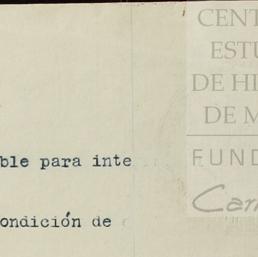 CENT
ESTU
DE HI
DE M
FUND
Car
ble para inte
ondición de